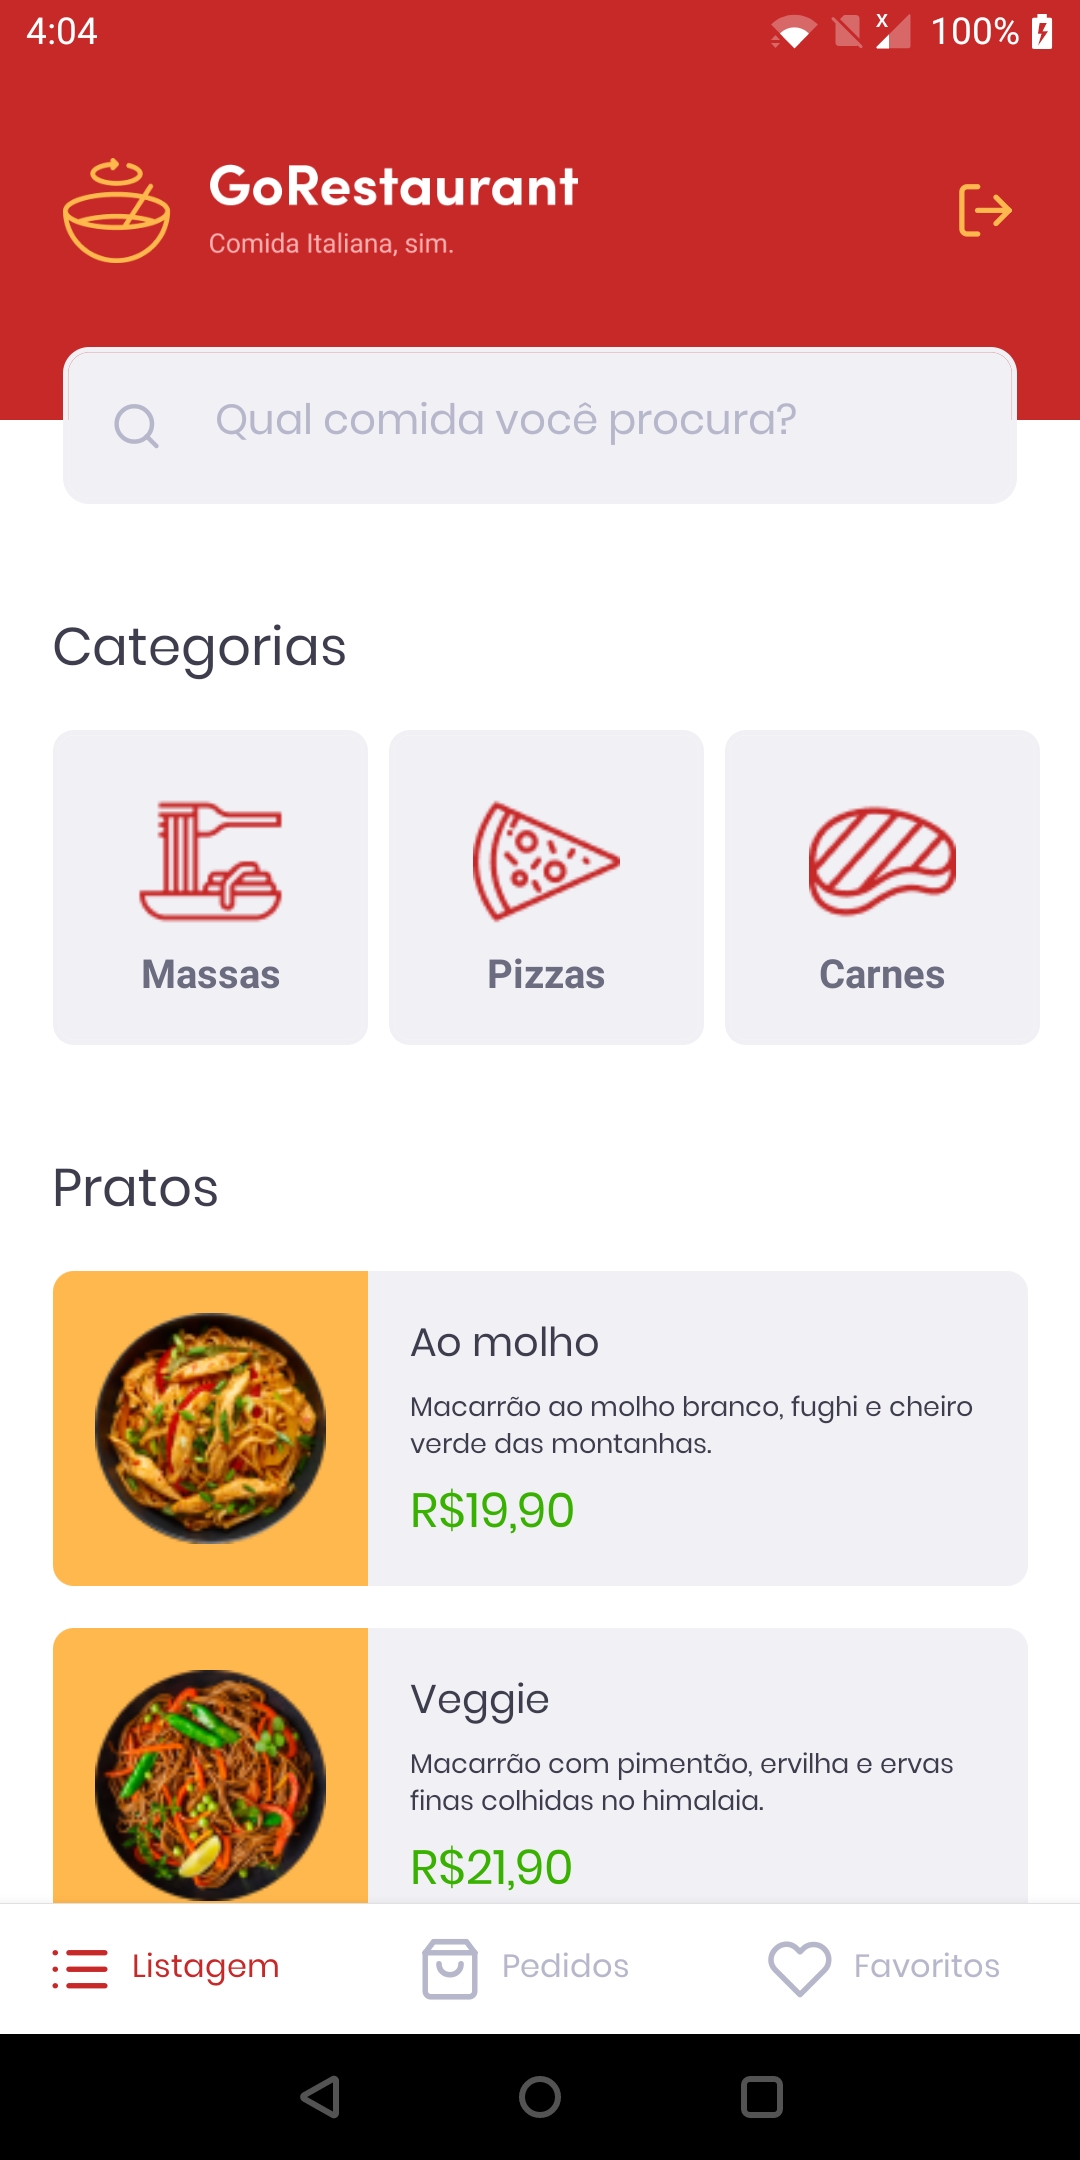 4:04
x
100%
GoRestaurant
Comida Italiana, sim.
Qual comida você procura?
Categorias
Massas
Pizzas
Carnes
Pratos
Ao molho
Macarrão ao molho branco, fughi e cheiro
verde das montanhas.
R$19,90
Veggie
Macarrão com pimentão, ervilha e ervas
finas colhidas no himalaia.
R$21,90
Listagem
Pedidos
Favoritos